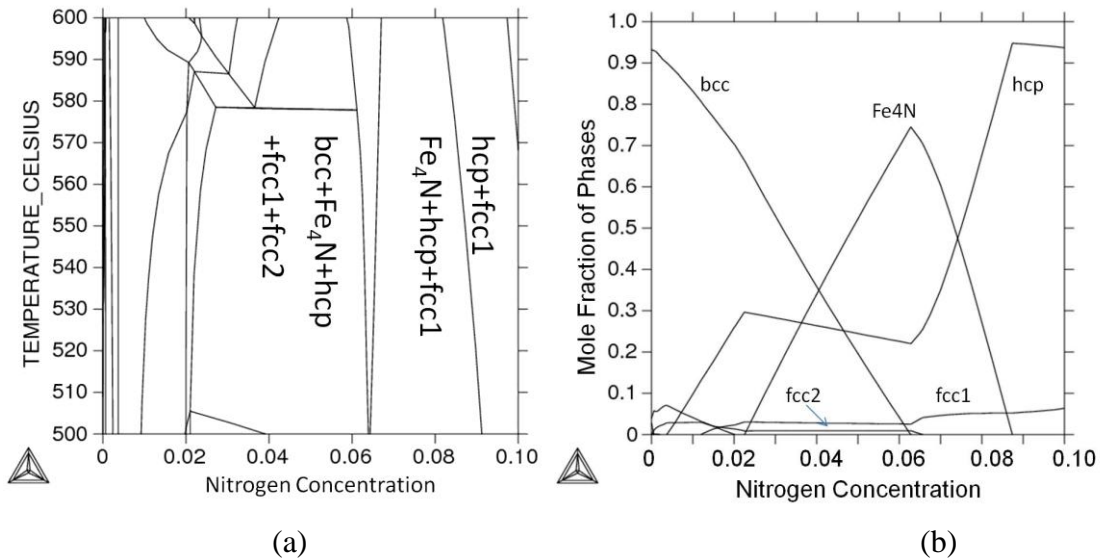 600
590
580
570
560
550
540
530
520
510
500
TEMPERATURE_CELSIUS
bcc+Fe₄N+hcp
+fcc1+fcc2
Fe₄N+hcp+fcc1
hcp+fcc1
0 0.02 0.04 0.06 0.08 0.10
Nitrogen Concentration
(a)
1.0
0.9
0.8
0.7
0.6
0.5
0.4
0.3
0.2
0.1
0
Mole Fraction of Phases
bcc
Fe4N
hcp
fcc2
fcc1
0 0.02 0.04 0.06 0.08 0.10
Nitrogen Concentration
(b)